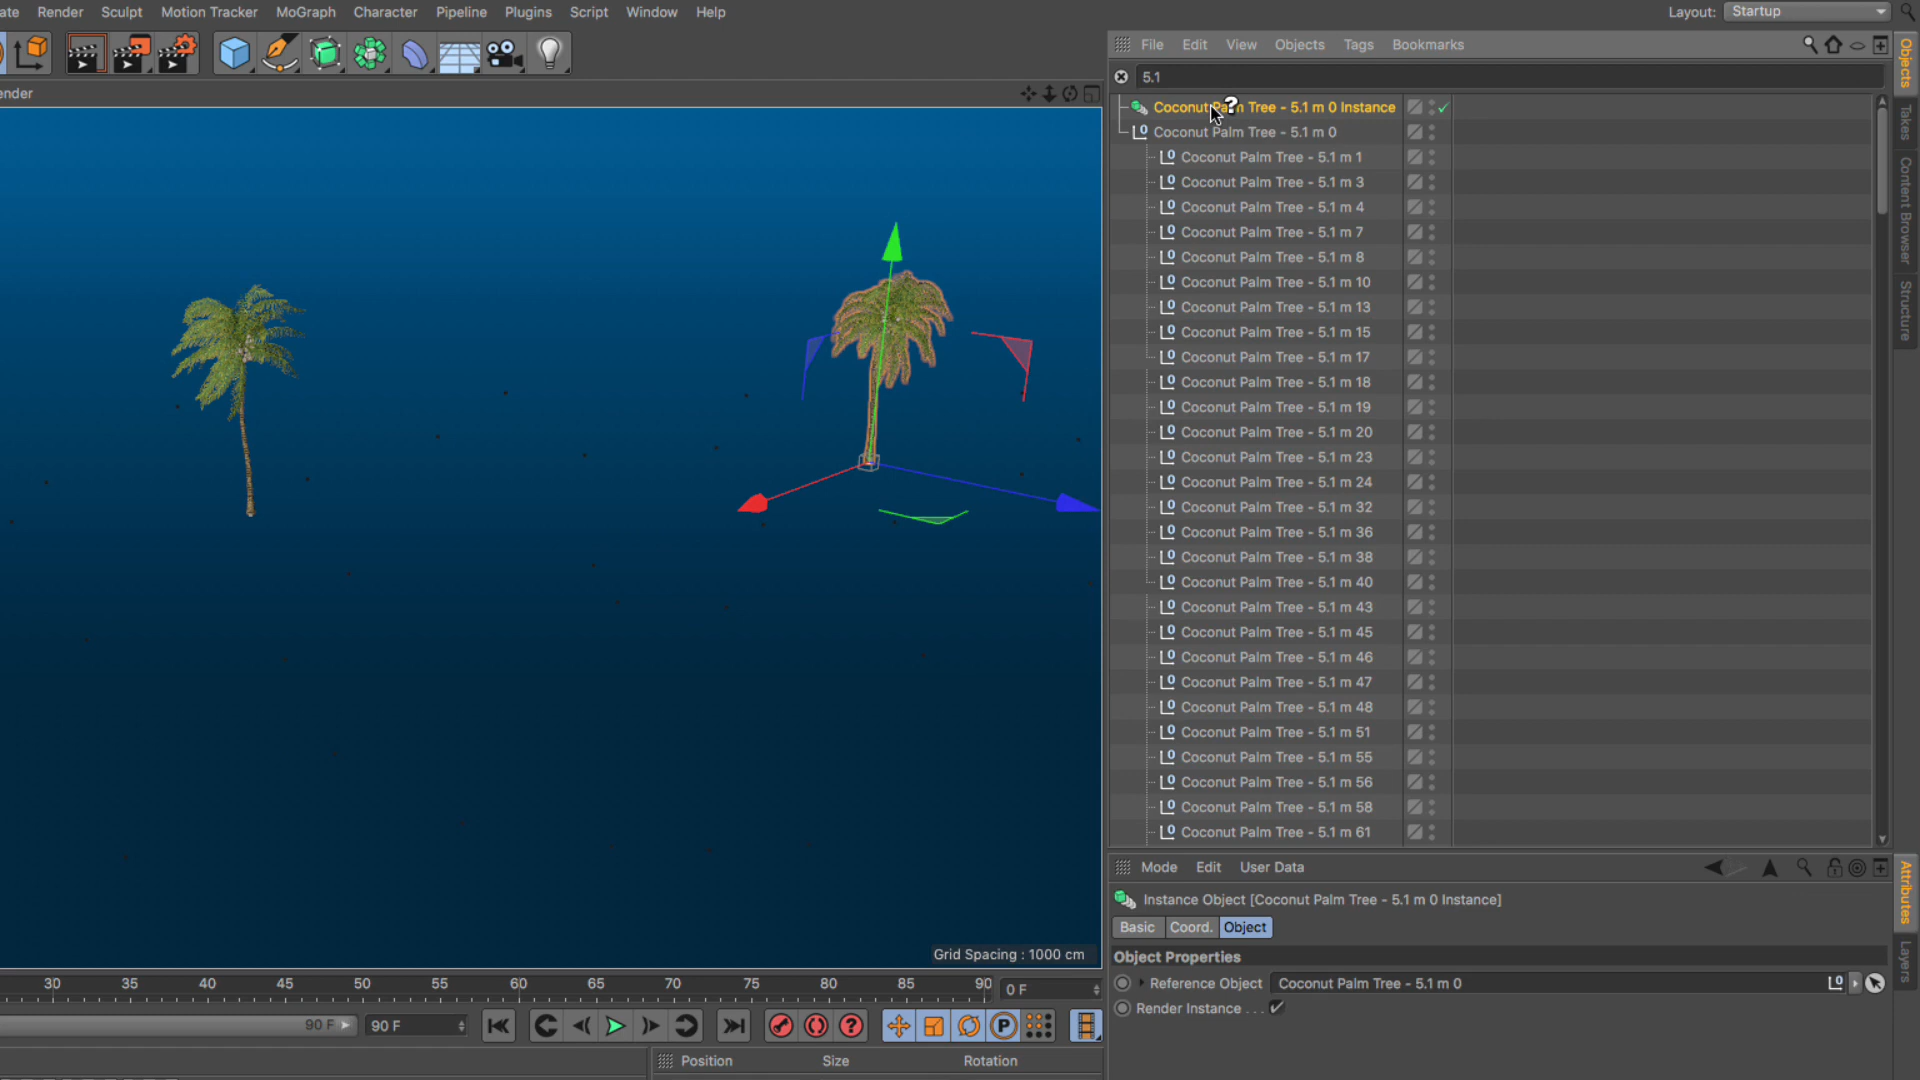 ate Render Sculpt Motion Tracker MoGraph Character Pipeline Plugins Script Window Help
Layout: Startup
File Edit View Objects Tags Bookmarks
ender
5.1
Coconut Palm Tree - 5.1 m 0 Instance
Coconut Palm Tree - 5.1 m 0
Coconut Palm Tree - 5.1 m 1
Coconut Palm Tree - 5.1 m 3
Coconut Palm Tree - 5.1 m 4
Coconut Palm Tree - 5.1 m 7
Coconut Palm Tree - 5.1 m 8
Coconut Palm Tree - 5.1 m 10
Coconut Palm Tree - 5.1 m 13
Coconut Palm Tree - 5.1 m 15
Coconut Palm Tree - 5.1 m 17
Coconut Palm Tree - 5.1 m 18
Coconut Palm Tree - 5.1 m 19
Coconut Palm Tree - 5.1 m 20
Coconut Palm Tree - 5.1 m 23
Coconut Palm Tree - 5.1 m 24
Coconut Palm Tree - 5.1 m 32
Coconut Palm Tree - 5.1 m 36
Coconut Palm Tree - 5.1 m 38
Coconut Palm Tree - 5.1 m 40
Coconut Palm Tree - 5.1 m 43
Coconut Palm Tree - 5.1 m 45
Coconut Palm Tree - 5.1 m 46
Coconut Palm Tree - 5.1 m 47
Coconut Palm Tree - 5.1 m 48
Coconut Palm Tree - 5.1 m 51
Coconut Palm Tree - 5.1 m 55
Coconut Palm Tree - 5.1 m 56
Coconut Palm Tree - 5.1 m 58
Coconut Palm Tree - 5.1 m 61
Objects
Takes
Content Browser
Structure
Mode Edit User Data
Instance Object [Coconut Palm Tree - 5.1 m 0 Instance]
Basic Coord. Object
Object Properties
Reference Object Coconut Palm Tree - 5.1 m 0
Render Instance . . .
Attributes
Layers
Grid Spacing : 1000 cm
30 35 40 45 50 55 60 65 70 75 80 85 90
0 F
90 F
90 F
Position Size Rotation